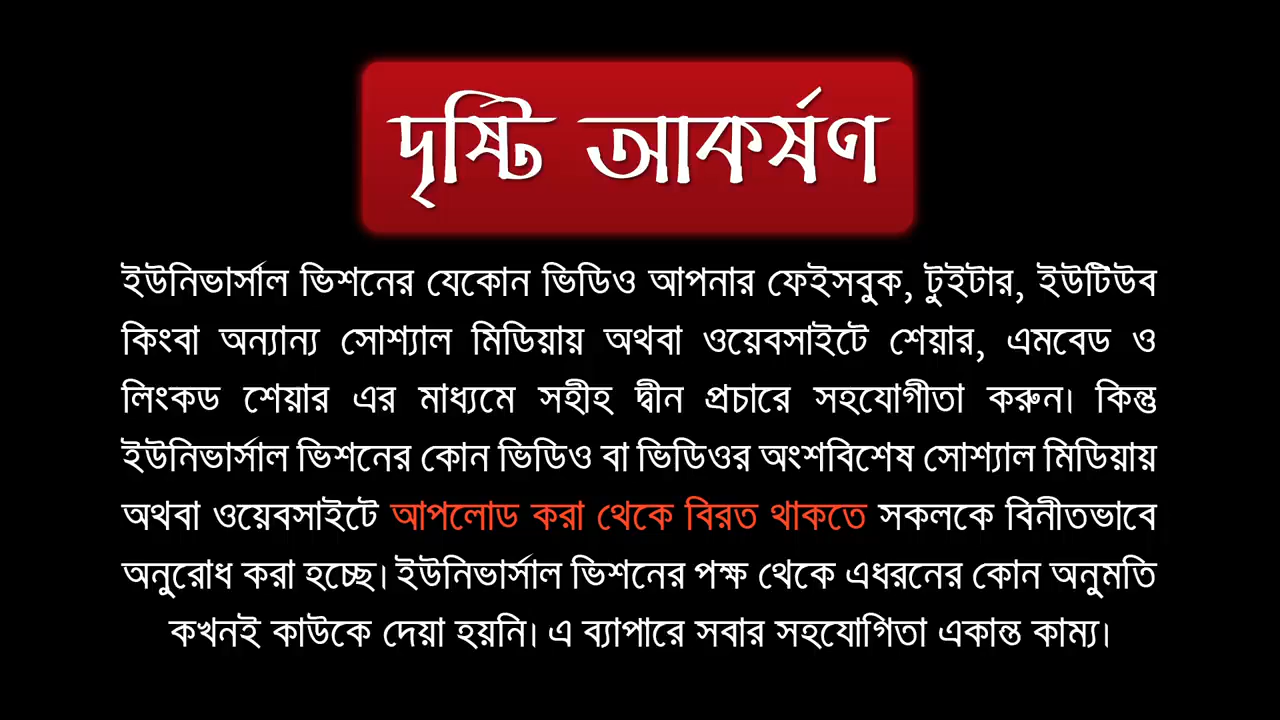 দৃষ্টি আকর্ষণ
ইউনিভার্সাল ভিশনের যেকোন ভিডিও আপনার ফেইসবুক, টুইটার, ইউটিউব
কিংবা অন্যান্য সোশ্যাল মিডিয়ায় অথবা ওয়েবসাইটে শেয়ার, এমবেড ও
লিংকড শেয়ার এর মাধ্যমে সহীহ দ্বীন প্রচারে সহযোগীতা করুন। কিন্তু
ইউনিভার্সাল ভিশনের কোন ভিডিও বা ভিডিওর অংশবিশেষ সোশ্যাল মিডিয়ায়
অথবা ওয়েবসাইটে আপলোড করা থেকে বিরত থাকতে সকলকে বিনীতভাবে
অনুরোধ করা হচ্ছে। ইউনিভার্সাল ভিশনের পক্ষ থেকে এধরনের কোন অনুমতি
কখনই কাউকে দেয়া হয়নি। এ ব্যাপারে সবার সহযোগিতা একান্ত কাম্য।